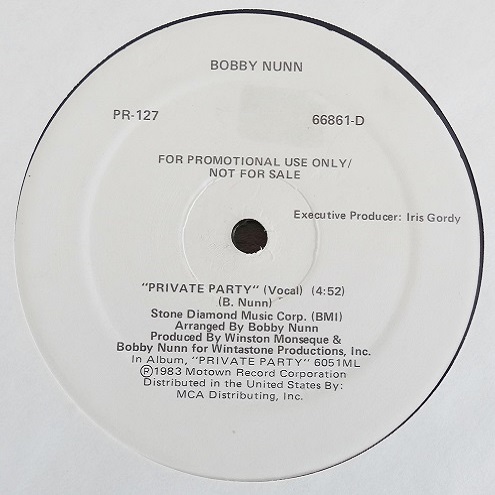 BOBBY NUNN
PR-127 66861-D
FOR PROMOTIONAL USE ONLY/
NOT FOR SALE
Executive Producer: Iris Gordy
"PRIVATE PARTY" (Vocal) (4:52)
(B. Nunn)
Stone Diamond Music Corp. (BMI)
Arranged By Bobby Nunn
Produced By Winston Monseque &
Bobby Nunn for Wintastone Productions, Inc.
In Album, "PRIVATE PARTY" 6051ML
Ⓟ1983 Motown Record Corporation
Distributed in the United States By:
MCA Distributing, Inc.